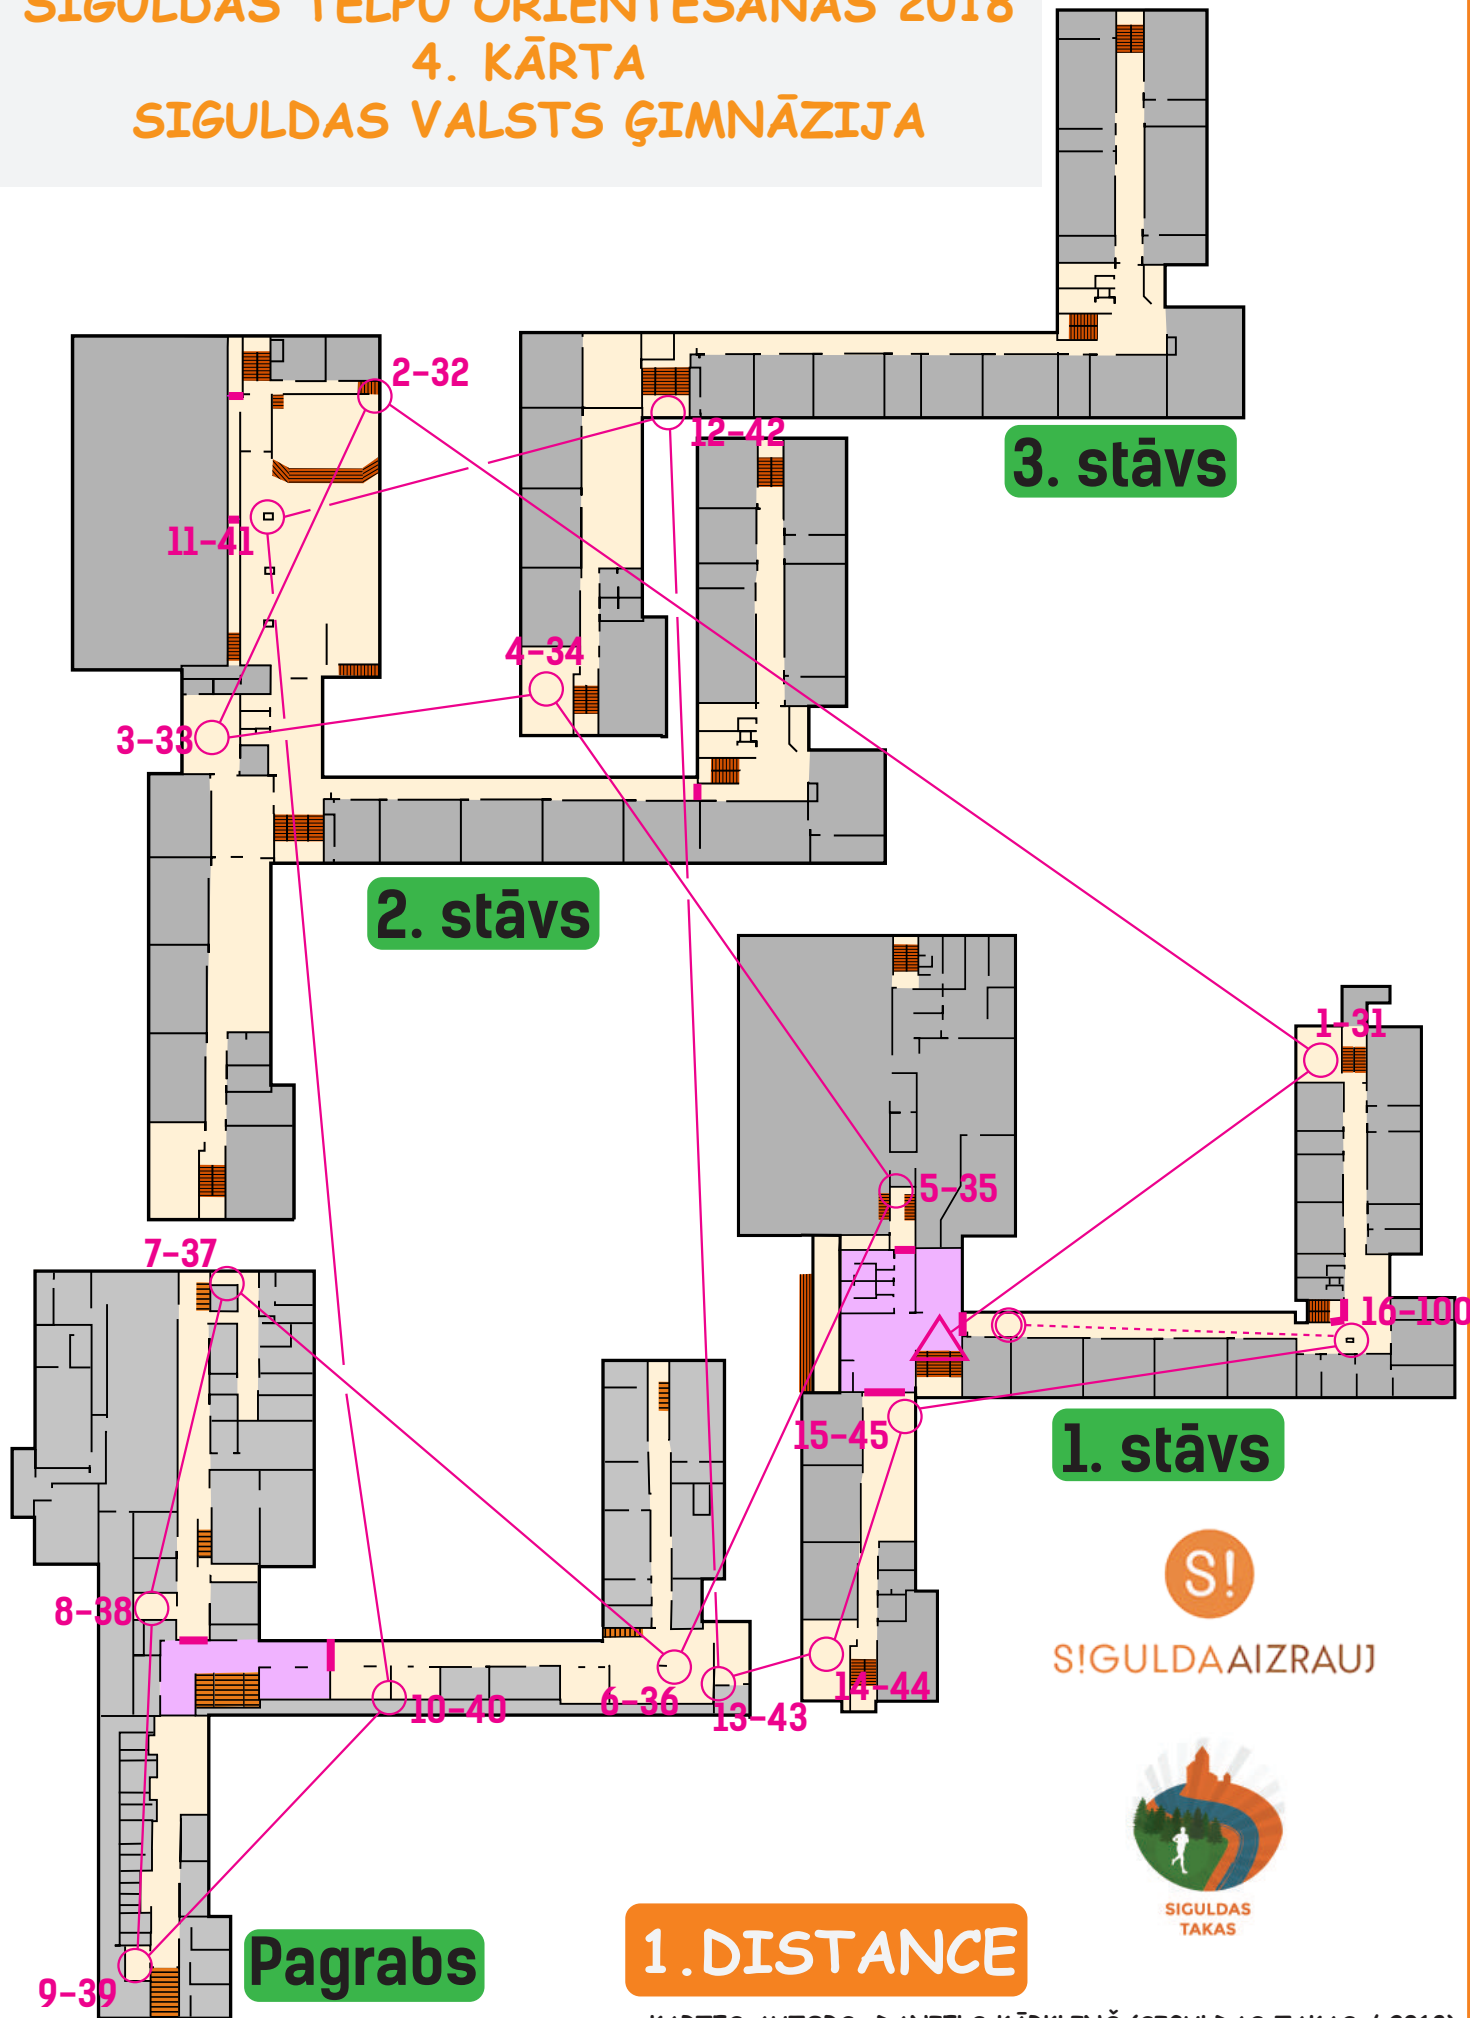 SIGULDAS TELPU ORIENTĒŠANĀS 2018
4. KĀRTA
SIGULDAS VALSTS ĢIMNĀZIJA
2-32
12-42
3. stāvs
11-41
4-34
3-33
2. stāvs
1-31
5-35
7-37
16-100
15-45
1. stāvs
S!
S!GULDAAIZRAUJ
8-38
6-36
14-44
10-40
13-43
SIGULDAS
TAKAS
Pagrabs
1.DISTANCE
9-39